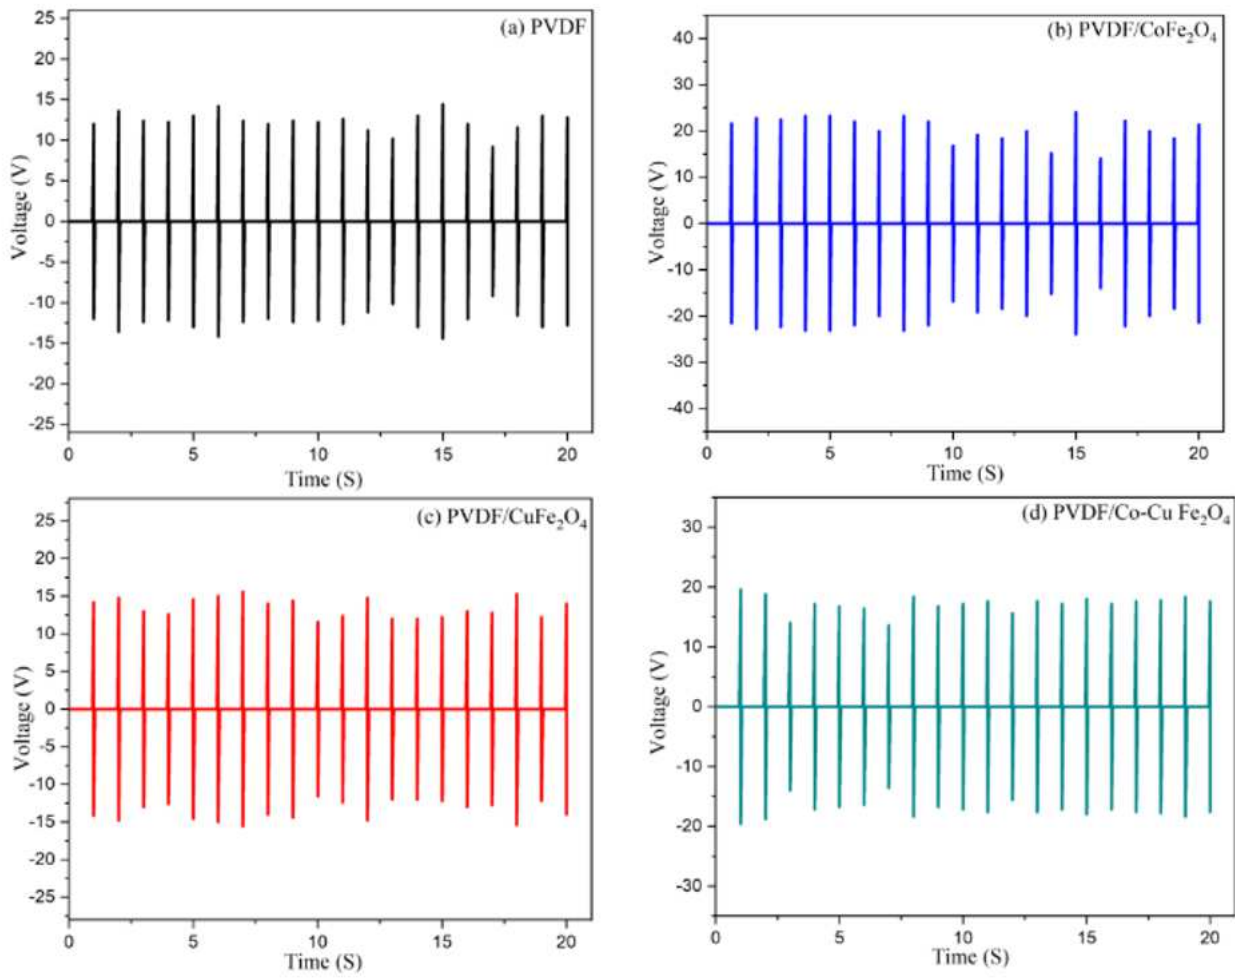 (a) PVDF
25
20
15
10
5
0
-5
-10
-15
-20
-25
Voltage (V)
0 5 10 15 20
Time (S)
(b) PVDF/CoFe₂O₄
40
30
20
10
0
-10
-20
-30
-40
Voltage (V)
0 5 10 15 20
Time (S)
(c) PVDF/CuFe₂O₄
25
20
15
10
5
0
-5
-10
-15
-20
-25
Voltage (V)
0 5 10 15 20
Time (S)
(d) PVDF/Co-Cu Fe₂O₄
30
20
10
0
-10
-20
-30
Voltage (V)
0 5 10 15 20
Time (S)